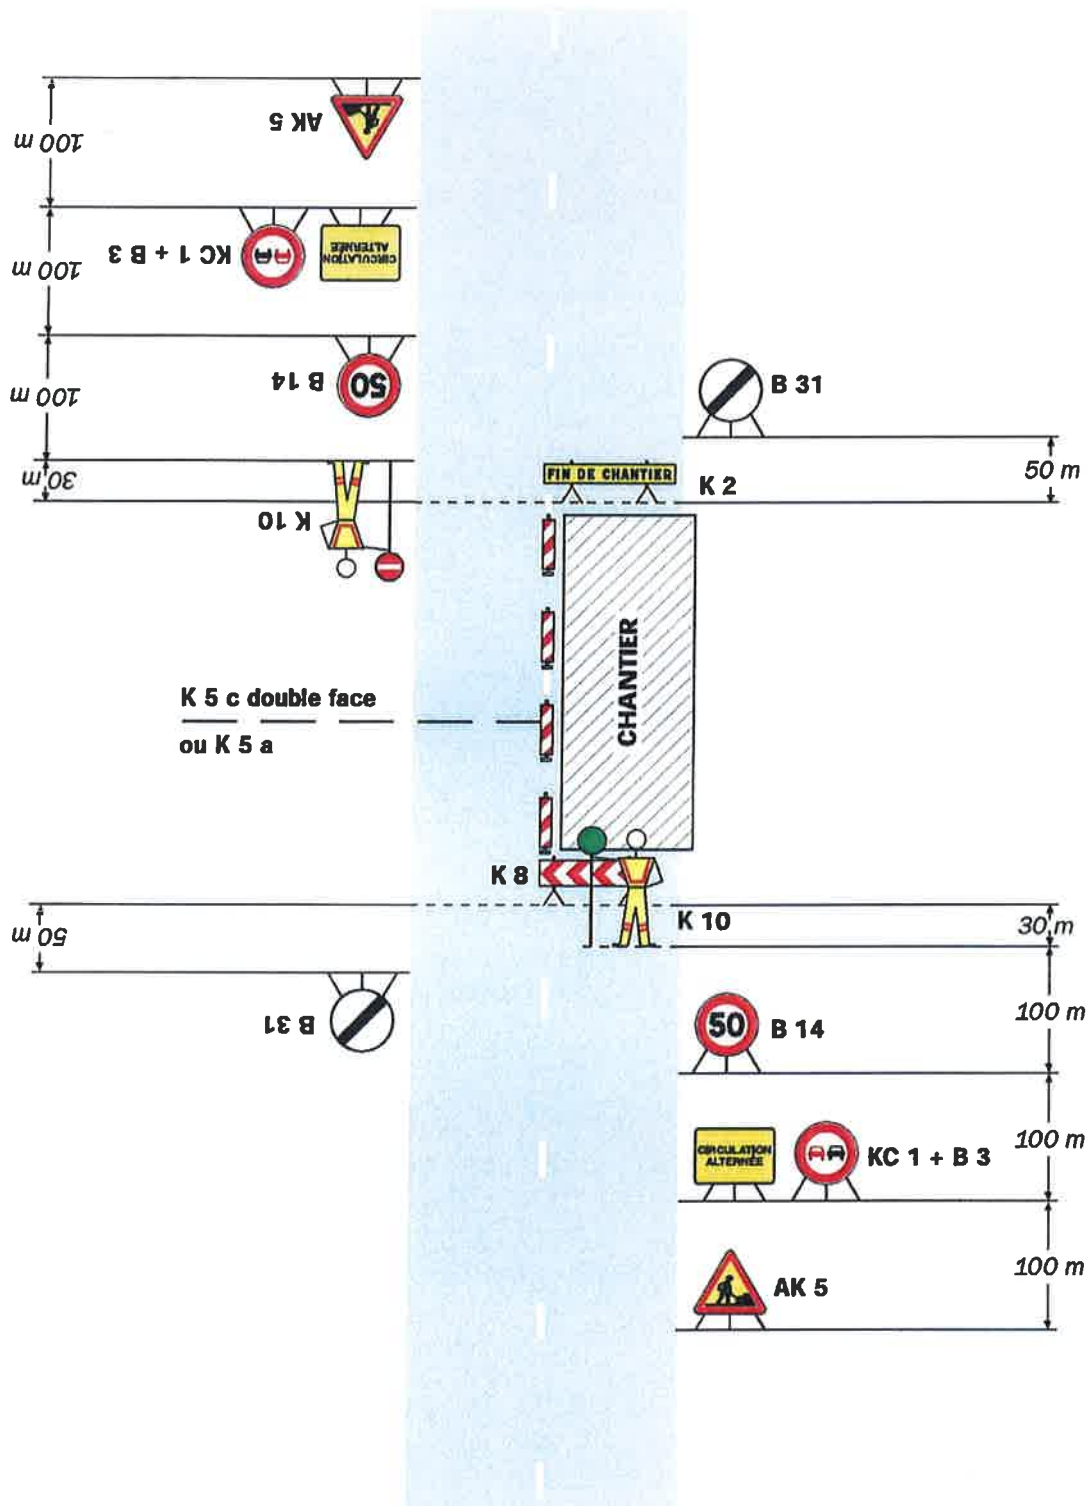 AK 5
100 m
CIRCULATION
ALTERNÉE
KC 1 + B 3
100 m
50
B 14
100 m
30 m
K 10
B 31
FIN DE CHANTIER
K 2
50 m
CHANTIER
K 5 c double face
ou K 5 a
K 8
K 10
30 m
50 m
B 31
50
B 14
100 m
CIRCULATION
ALTERNÉE
KC 1 + B 3
100 m
AK 5
100 m